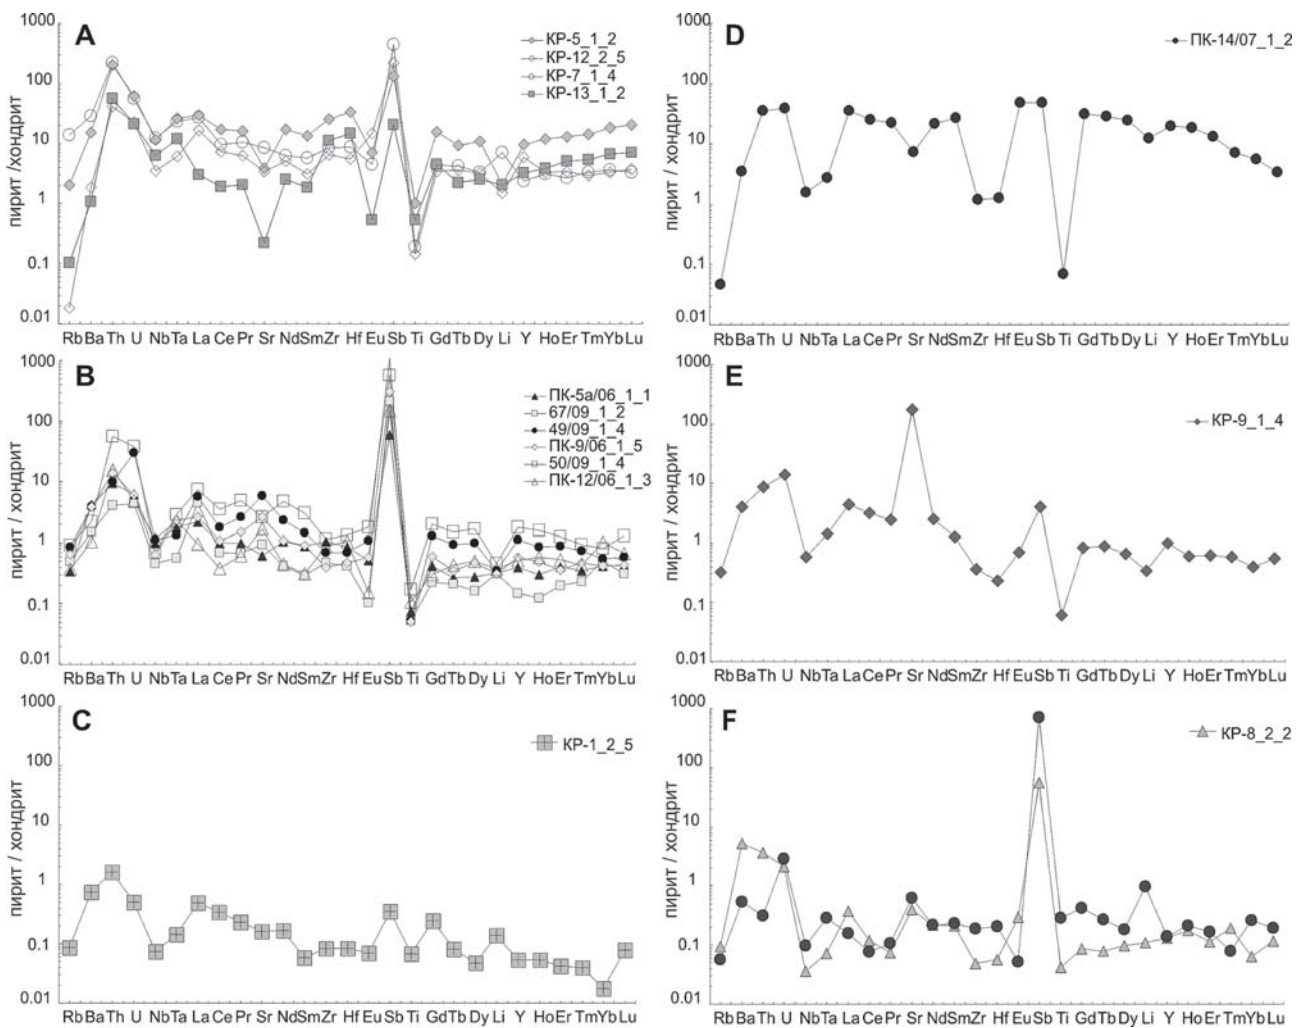 A
1000
100
10
1
0.1
0.01
пирит /хондрит
КР-5_1_2
КР-12_2_5
КР-7_1_4
КР-13_1_2
Rb Ba Th U Nb Ta La Ce Pr Sr Nd Sm Zr Hf Eu Sb Ti Gd Tb Dy Li Y Ho Er Tm Yb Lu
D
1000
100
10
1
0.1
0.01
пирит / хондрит
ПК-14/07_1_2
Rb Ba Th U Nb Ta La Ce Pr Sr Nd Sm Zr Hf Eu Sb Ti Gd Tb Dy Li Y Ho Er Tm Yb Lu
B
1000
100
10
1
0.1
0.01
пирит / хондрит
ПК-5а/06_1_1
67/09_1_2
49/09_1_4
ПК-9/06_1_5
50/09_1_4
ПК-12/06_1_3
Rb Ba Th U Nb Ta La Ce Pr Sr Nd Sm Zr Hf Eu Sb Ti Gd Tb Dy Li Y Ho Er Tm Yb Lu
E
1000
100
10
1
0.1
0.01
пирит / хондрит
КР-9_1_4
Rb Ba Th U Nb Ta La Ce Pr Sr Nd Sm Zr Hf Eu Sb Ti Gd Tb Dy Li Y Ho Er Tm Yb Lu
C
1000
100
10
1
0.1
0.01
пирит / хондрит
КР-1_2_5
Rb Ba Th U Nb Ta La Ce Pr Sr Nd Sm Zr Hf Eu Sb Ti Gd Tb Dy Li Y Ho Er Tm Yb Lu
F
1000
100
10
1
0.1
0.01
пирит / хондрит
КР-8_2_2
Rb Ba Th U Nb Ta La Ce Pr Sr Nd Sm Zr Hf Eu Sb Ti Gd Tb Dy Li Y Ho Er Tm Yb Lu